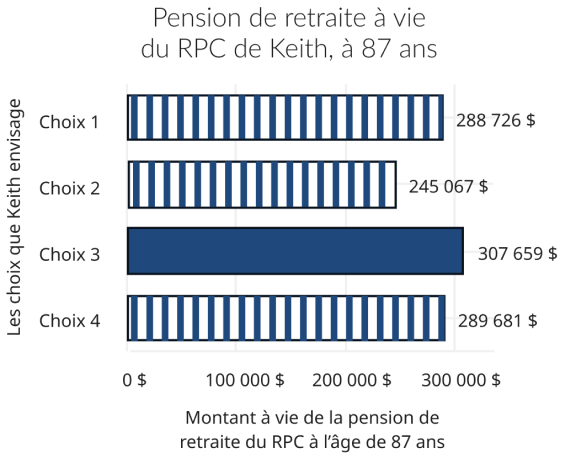 Pension de retraite à vie
du RPC de Keith, à 87 ans
Les choix que Keith envisage
Choix 1
288 726 $
Choix 2
245 067 $
Choix 3
307 659 $
Choix 4
289 681 $
0 $
100 000 $
200 000 $
300 000 $
Montant à vie de la pension de
retraite du RPC à l’âge de 87 ans